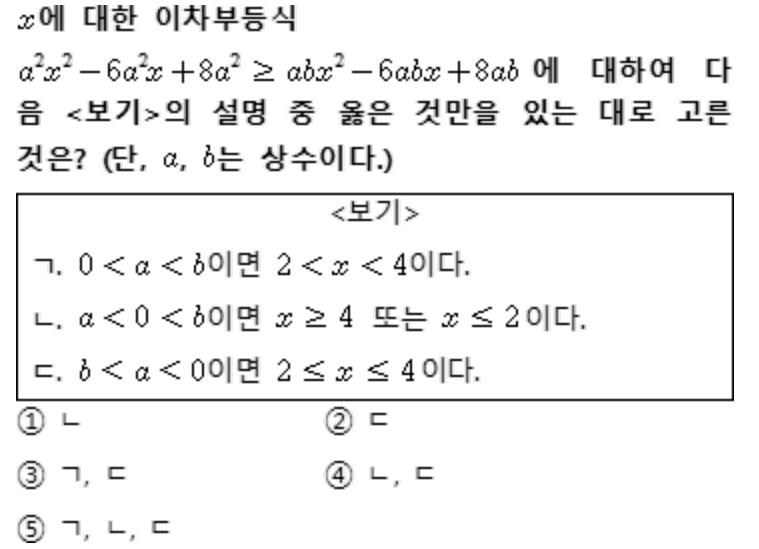 x에 대한 이차부등식
a²x²−6a²x+8a² ≥ abx²−6abx+8ab 에 대하여 다
음 <보기>의 설명 중 옳은 것만을 있는 대로 고른
것은? (단, a, b는 상수이다.)
<보기>
ㄱ. 0<a<b이면 2<x<4이다.
ㄴ. a<0<b이면 x≥4 또는 x≤2이다.
ㄷ. b<a<0이면 2≤x≤4이다.
① ㄴ ② ㄷ
③ ㄱ, ㄷ ④ ㄴ, ㄷ
⑤ ㄱ, ㄴ, ㄷ